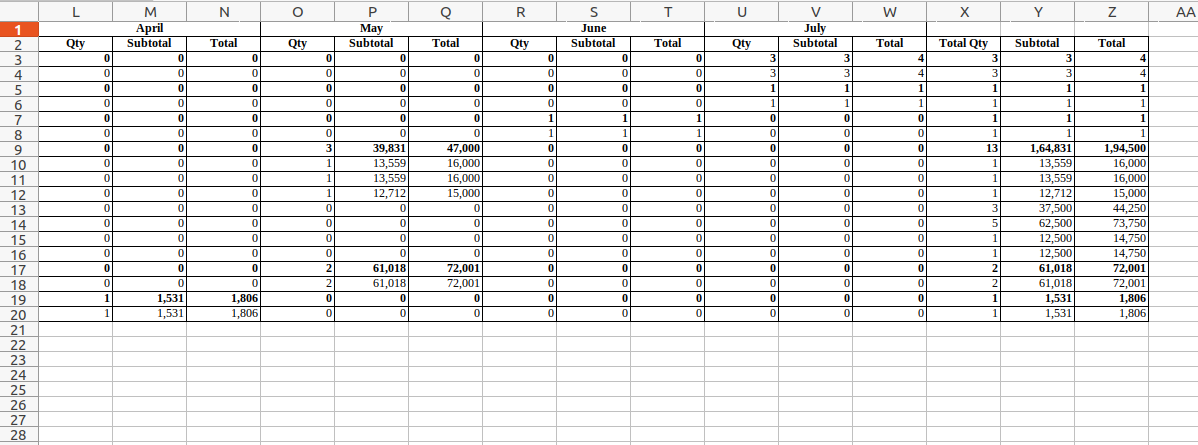 L M N O P Q R S T U V W X Y Z AA
1 April May June July
2 Qty Subtotal Total Qty Subtotal Total Qty Subtotal Total Qty Subtotal Total Total Qty Subtotal Total
3 0 0 0 0 0 0 0 0 0 3 3 4 3 3 4
4 0 0 0 0 0 0 0 0 0 3 3 4 3 3 4
5 0 0 0 0 0 0 0 0 0 1 1 1 1 1 1
6 0 0 0 0 0 0 0 0 0 1 1 1 1 1 1
7 0 0 0 0 0 0 1 1 1 0 0 0 1 1 1
8 0 0 0 0 0 0 1 1 1 0 0 0 1 1 1
9 0 0 0 3 39,831 47,000 0 0 0 0 0 0 13 1,64,831 1,94,500
10 0 0 0 1 13,559 16,000 0 0 0 0 0 0 1 13,559 16,000
11 0 0 0 1 13,559 16,000 0 0 0 0 0 0 1 13,559 16,000
12 0 0 0 1 12,712 15,000 0 0 0 0 0 0 1 12,712 15,000
13 0 0 0 0 0 0 0 0 0 0 0 0 3 37,500 44,250
14 0 0 0 0 0 0 0 0 0 0 0 0 5 62,500 73,750
15 0 0 0 0 0 0 0 0 0 0 0 0 1 12,500 14,750
16 0 0 0 0 0 0 0 0 0 0 0 0 1 12,500 14,750
17 0 0 0 2 61,018 72,001 0 0 0 0 0 0 2 61,018 72,001
18 0 0 0 2 61,018 72,001 0 0 0 0 0 0 2 61,018 72,001
19 1 1,531 1,806 0 0 0 0 0 0 0 0 0 1 1,531 1,806
20 1 1,531 1,806 0 0 0 0 0 0 0 0 0 1 1,531 1,806
21
22
23
24
25
26
27
28